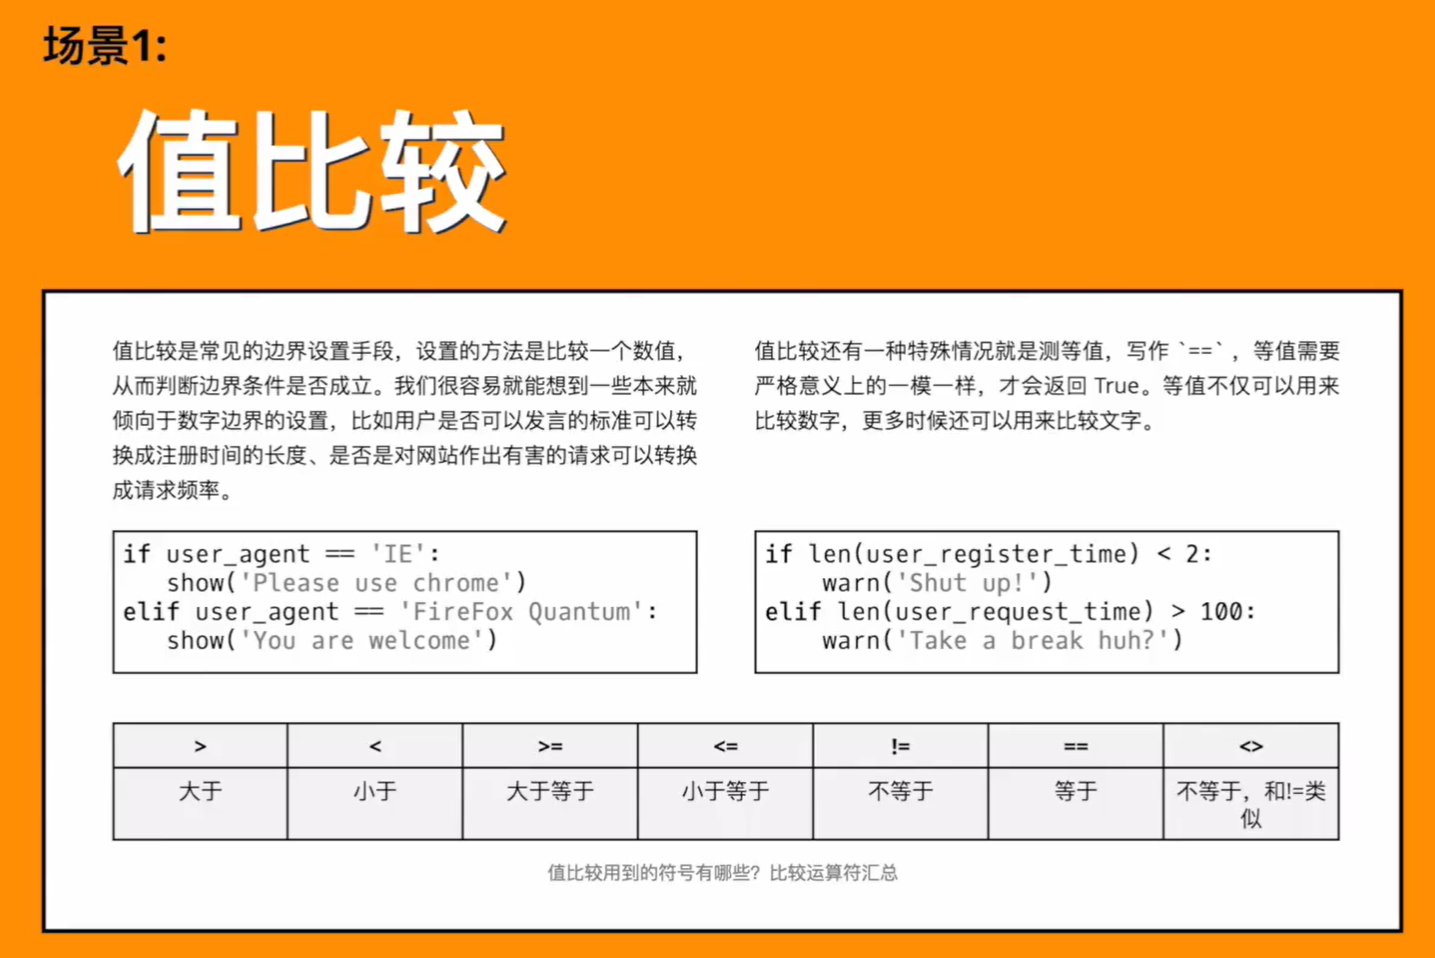 场景1:
值比较
值比较是常见的边界设置手段，设置的方法是比较一个数值，
从而判断边界条件是否成立。我们很容易就能想到一些本来就
倾向于数字边界的设置，比如用户是否可以发言的标准可以转
换成注册时间的长度、是否是对网站作出有害的请求可以转换
成请求频率。
值比较还有一种特殊情况就是测等值，写作 `==` ，等值需要
严格意义上的一模一样，才会返回 True。等值不仅可以用来
比较数字，更多时候还可以用来比较文字。
if user_agent == 'IE':
   show('Please use chrome')
elif user_agent == 'FireFox Quantum':
   show('You are welcome')
if len(user_register_time) < 2:
    warn('Shut up!')
elif len(user_request_time) > 100:
    warn('Take a break huh?')
> < >= <= != == <>
大于 小于 大于等于 小于等于 不等于 等于 不等于，和!=类
似
值比较用到的符号有哪些？比较运算符汇总